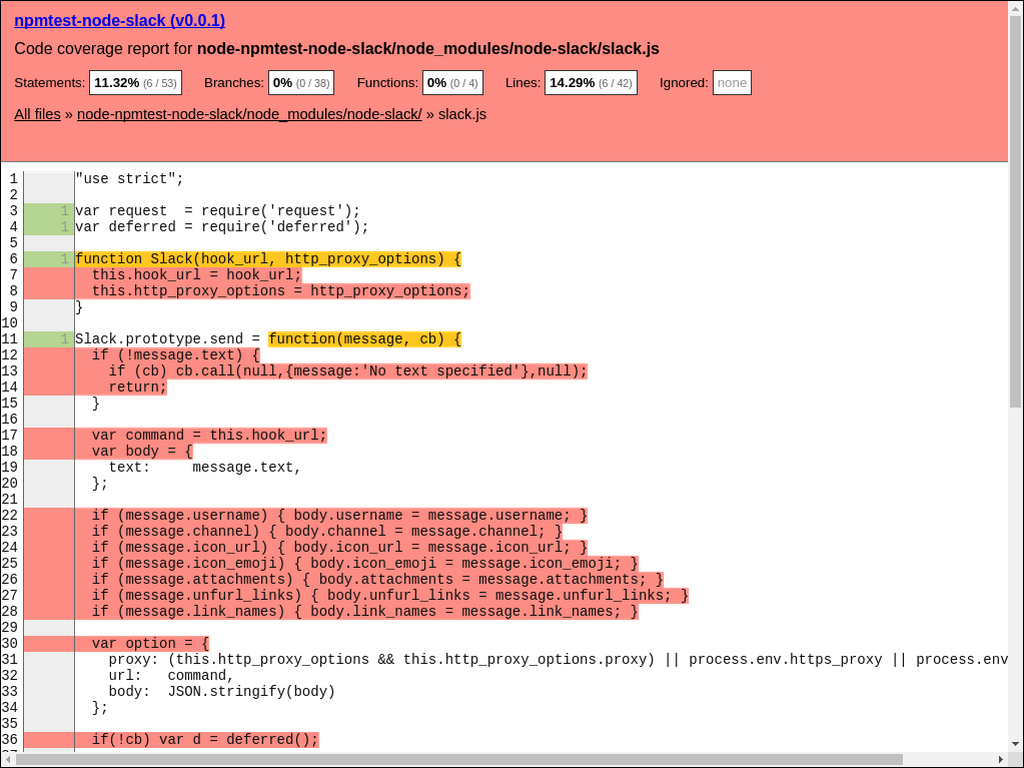 npmtest-node-slack (v0.0.1)
Code coverage report for node-npmtest-node-slack/node_modules/node-slack/slack.js
Statements: 11.32% (6 / 53) Branches: 0% (0 / 38) Functions: 0% (0 / 4) Lines: 14.29% (6 / 42) Ignored: none
All files » node-npmtest-node-slack/node_modules/node-slack/ » slack.js
1 "use strict";
2
3 1 var request  = require('request');
4 1 var deferred = require('deferred');
5
6 1 function Slack(hook_url, http_proxy_options) {
7   this.hook_url = hook_url;
8   this.http_proxy_options = http_proxy_options;
9 }
10
11 1 Slack.prototype.send = function(message, cb) {
12   if (!message.text) {
13     if (cb) cb.call(null,{message:'No text specified'},null);
14     return;
15   }
16
17   var command = this.hook_url;
18   var body = {
19     text:     message.text,
20   };
21
22   if (message.username) { body.username = message.username; }
23   if (message.channel) { body.channel = message.channel; }
24   if (message.icon_url) { body.icon_url = message.icon_url; }
25   if (message.icon_emoji) { body.icon_emoji = message.icon_emoji; }
26   if (message.attachments) { body.attachments = message.attachments; }
27   if (message.unfurl_links) { body.unfurl_links = message.unfurl_links; }
28   if (message.link_names) { body.link_names = message.link_names; }
29
30   var option = {
31     proxy: (this.http_proxy_options && this.http_proxy_options.proxy) || process.env.https_proxy || process.env
32     url:   command,
33     body:  JSON.stringify(body)
34   };
35
36   if(!cb) var d = deferred();